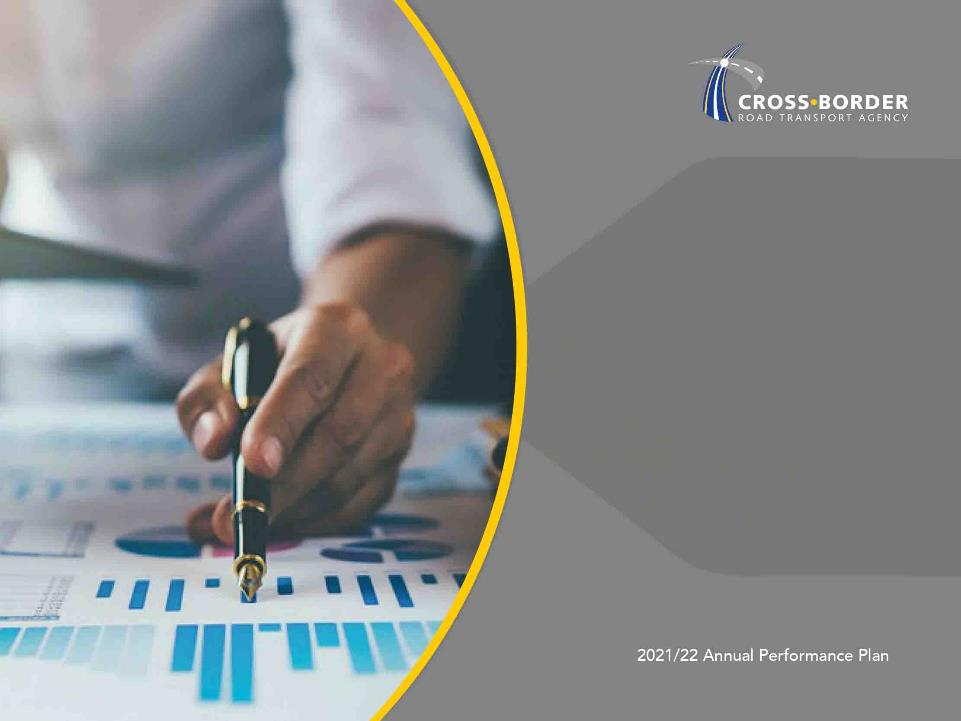 CROSS•BORDER
ROAD TRANSPORT AGENCY
2021/22 Annual Performance Plan